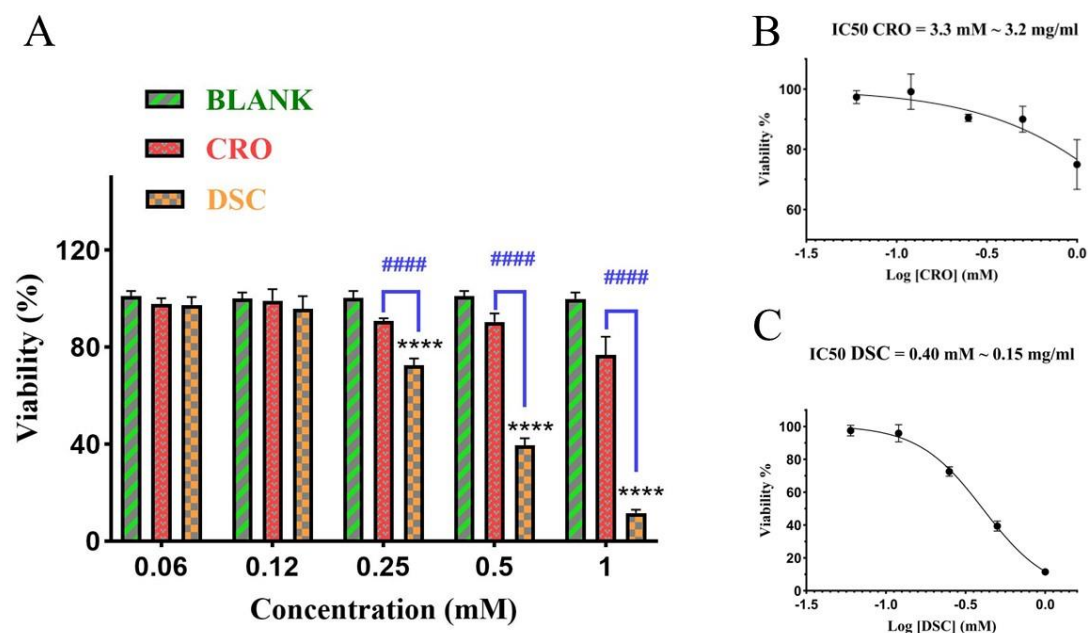 A
BLANK
CRO
DSC
Viability (%)
120
80
40
0
####
####
####
****
****
****
0.06 0.12 0.25 0.5 1
Concentration (mM)
B
IC50 CRO = 3.3 mM ~ 3.2 mg/ml
Viability %
100
80
60
-1.5 -1.0 -0.5 0.0
Log [CRO] (mM)
C
IC50 DSC = 0.40 mM ~ 0.15 mg/ml
Viability %
100
80
60
40
20
0
-1.5 -1.0 -0.5 0.0
Log [DSC] (mM)